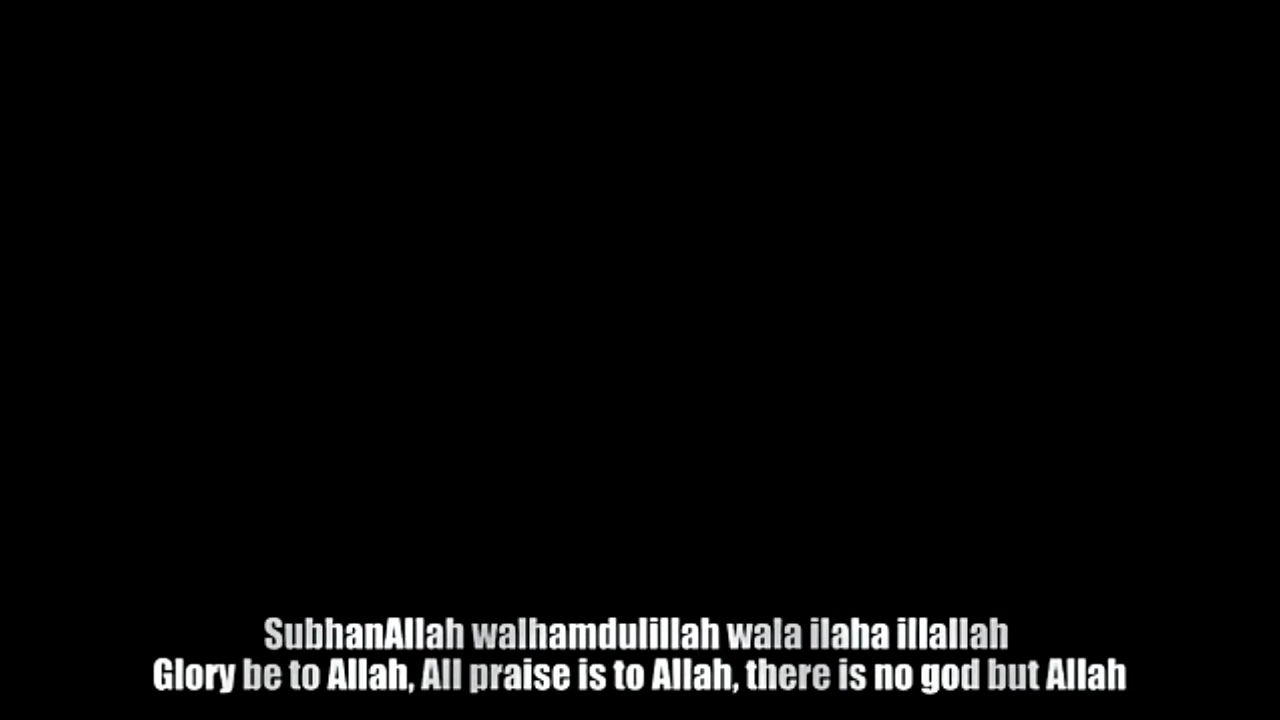 SubhanAllah walhamdulillah wala ilaha illallah
Glory be to Allah, All praise is to Allah, there is no god but Allah